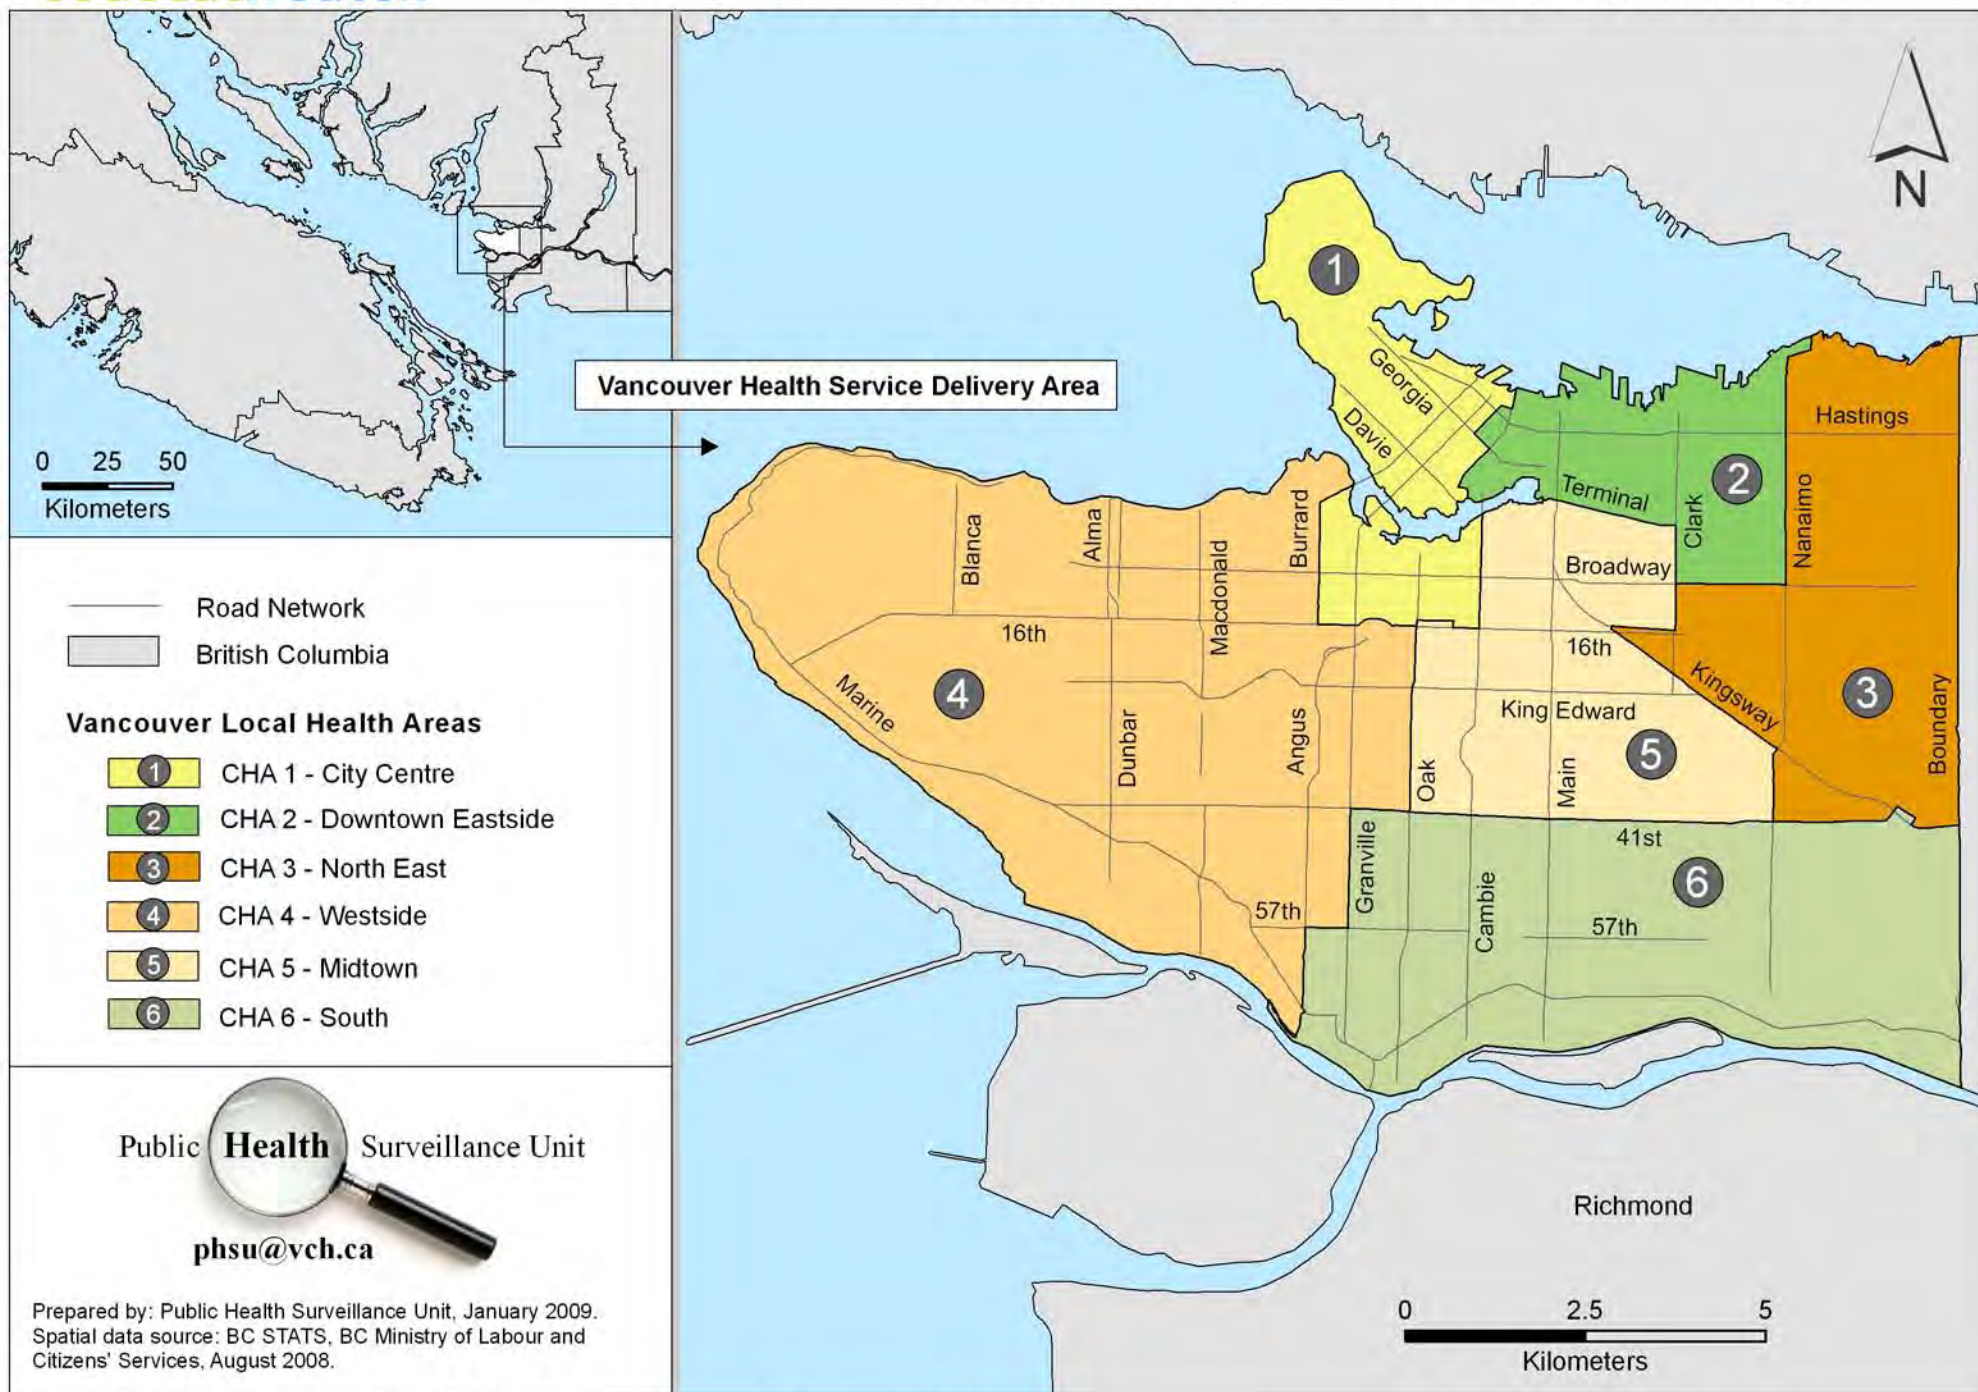 Vancouver Health Service Delivery Area
0 25 50
Kilometers
Road Network
British Columbia
Vancouver Local Health Areas
1 CHA 1 - City Centre
2 CHA 2 - Downtown Eastside
3 CHA 3 - North East
4 CHA 4 - Westside
5 CHA 5 - Midtown
6 CHA 6 - South
Public Health Surveillance Unit
phsu@vch.ca
Prepared by: Public Health Surveillance Unit, January 2009.
Spatial data source: BC STATS, BC Ministry of Labour and
Citizens' Services, August 2008.
N
1
Georgia
Davie
Hastings
2
Terminal
Clark
Nanaimo
Blanca
Alma
Macdonald
Burrard
Broadway
16th
16th
4
Marine
Dunbar
Angus
Oak
King Edward
Main
5
Kingsway
3
Boundary
41st
Granville
6
57th
Cambie
57th
Richmond
0 2.5 5
Kilometers